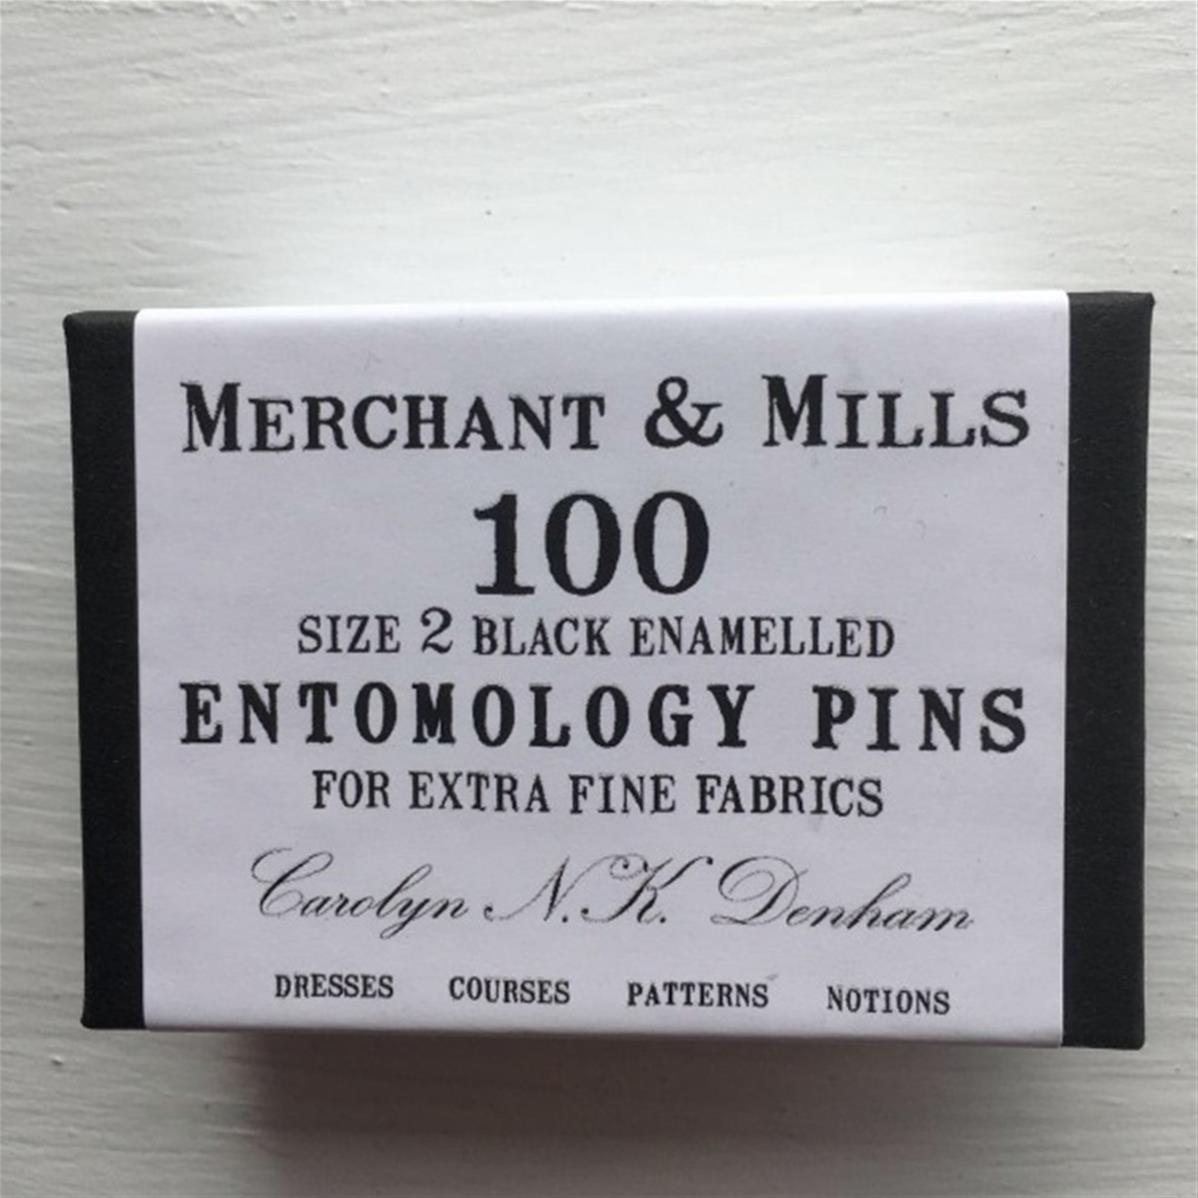 MERCHANT & MILLS
100
SIZE 2 BLACK ENAMELLED
ENTOMOLOGY PINS
FOR EXTRA FINE FABRICS
Carolyn N.K. Denham
DRESSES COURSES PATTERNS NOTIONS